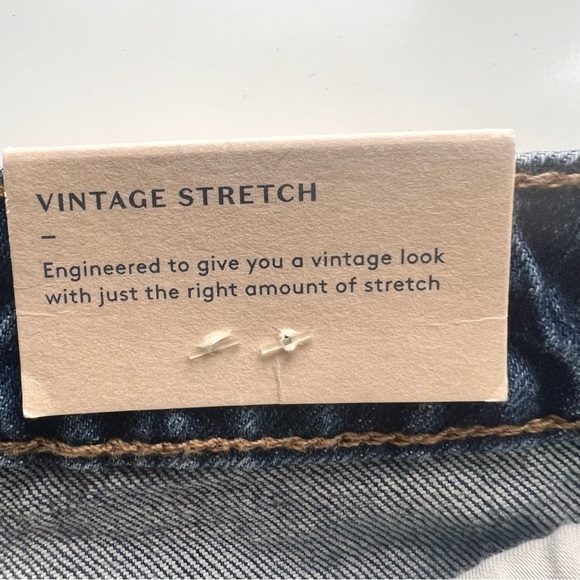 VINTAGE STRETCH
–
Engineered to give you a vintage look
with just the right amount of stretch